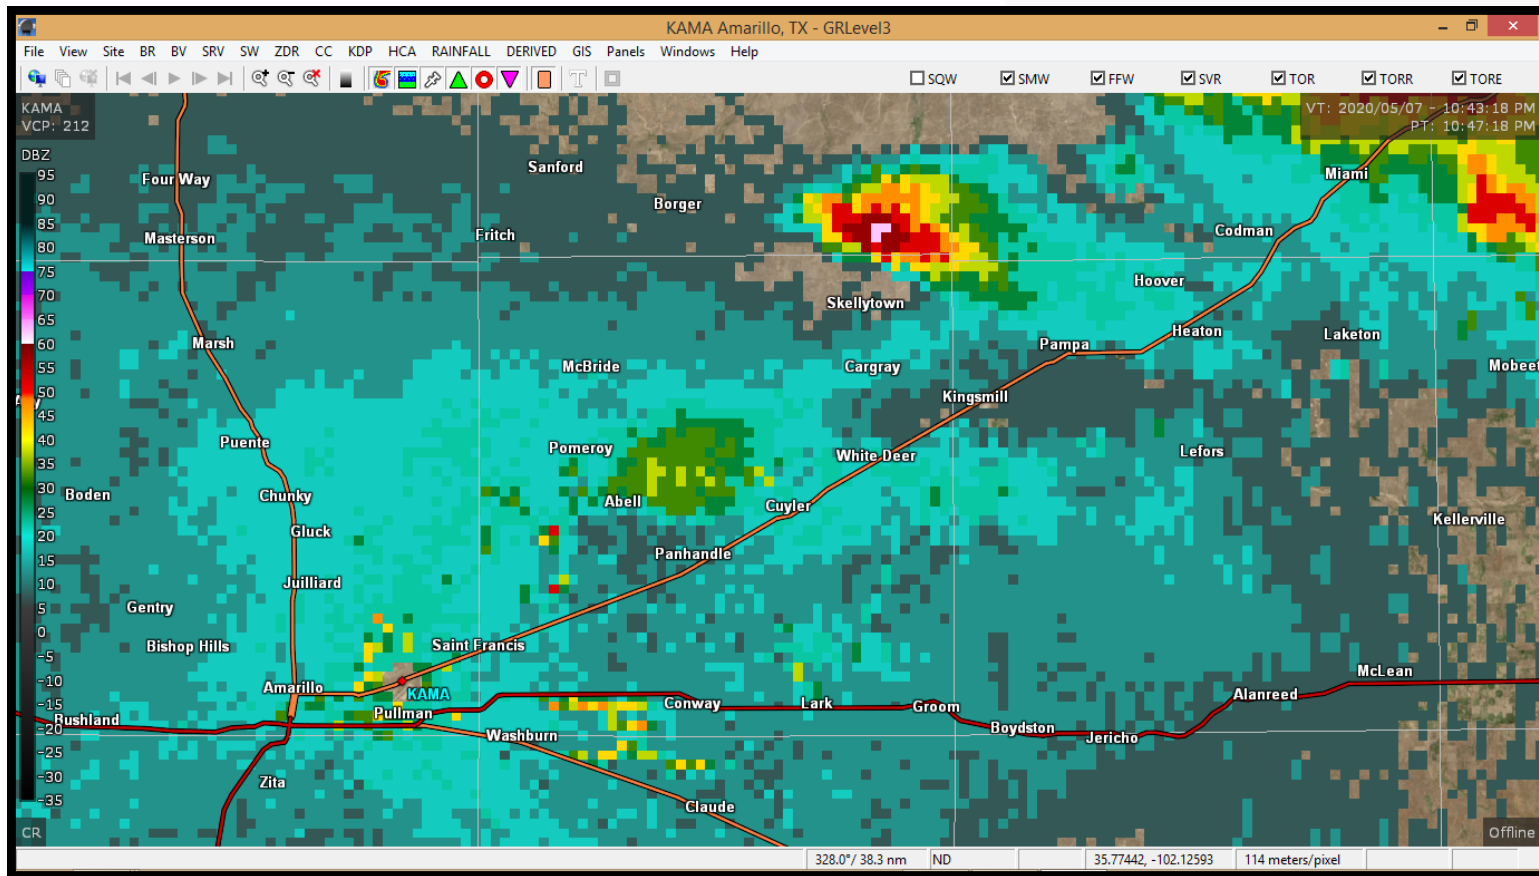 KAMA Amarillo, TX - GRLevel3
File View Site BR BV SRV SW ZDR CC KDP HCA RAINFALL DERIVED GIS Panels Windows Help
SQW SMW FFW SVR TOR TORR TORE
KAMA
VCP: 212
VT: 2020/05/07 - 10:43:18 PM
PT: 10:47:18 PM
DBZ
95
90
85
80
75
70
65
60
55
50
45
40
35
30
25
20
15
10
5
0
-5
-10
-15
-20
-25
-30
-35
Sanford
Four Way
Miami
Borger
Masterson
Fritch
Codman
Hoover
Skellytown
Marsh
Pampa
Heaton
Laketon
McBride
Cargray
Mobeet
Kingsmill
Puente
Pomeroy
White Deer
Lefors
Boden
Chunky
Abell
Cuyler
Kellerville
Gluck
Panhandle
Juilliard
Gentry
Bishop Hills
Saint Francis
McLean
Amarillo
KAMA
Alanreed
Conway
Lark
Groom
Bushland
Pullman
Boydston
Washburn
Jericho
Zita
Claude
CR
Offline
328.0°/ 38.3 nm ND 35.77442, -102.12593 114 meters/pixel